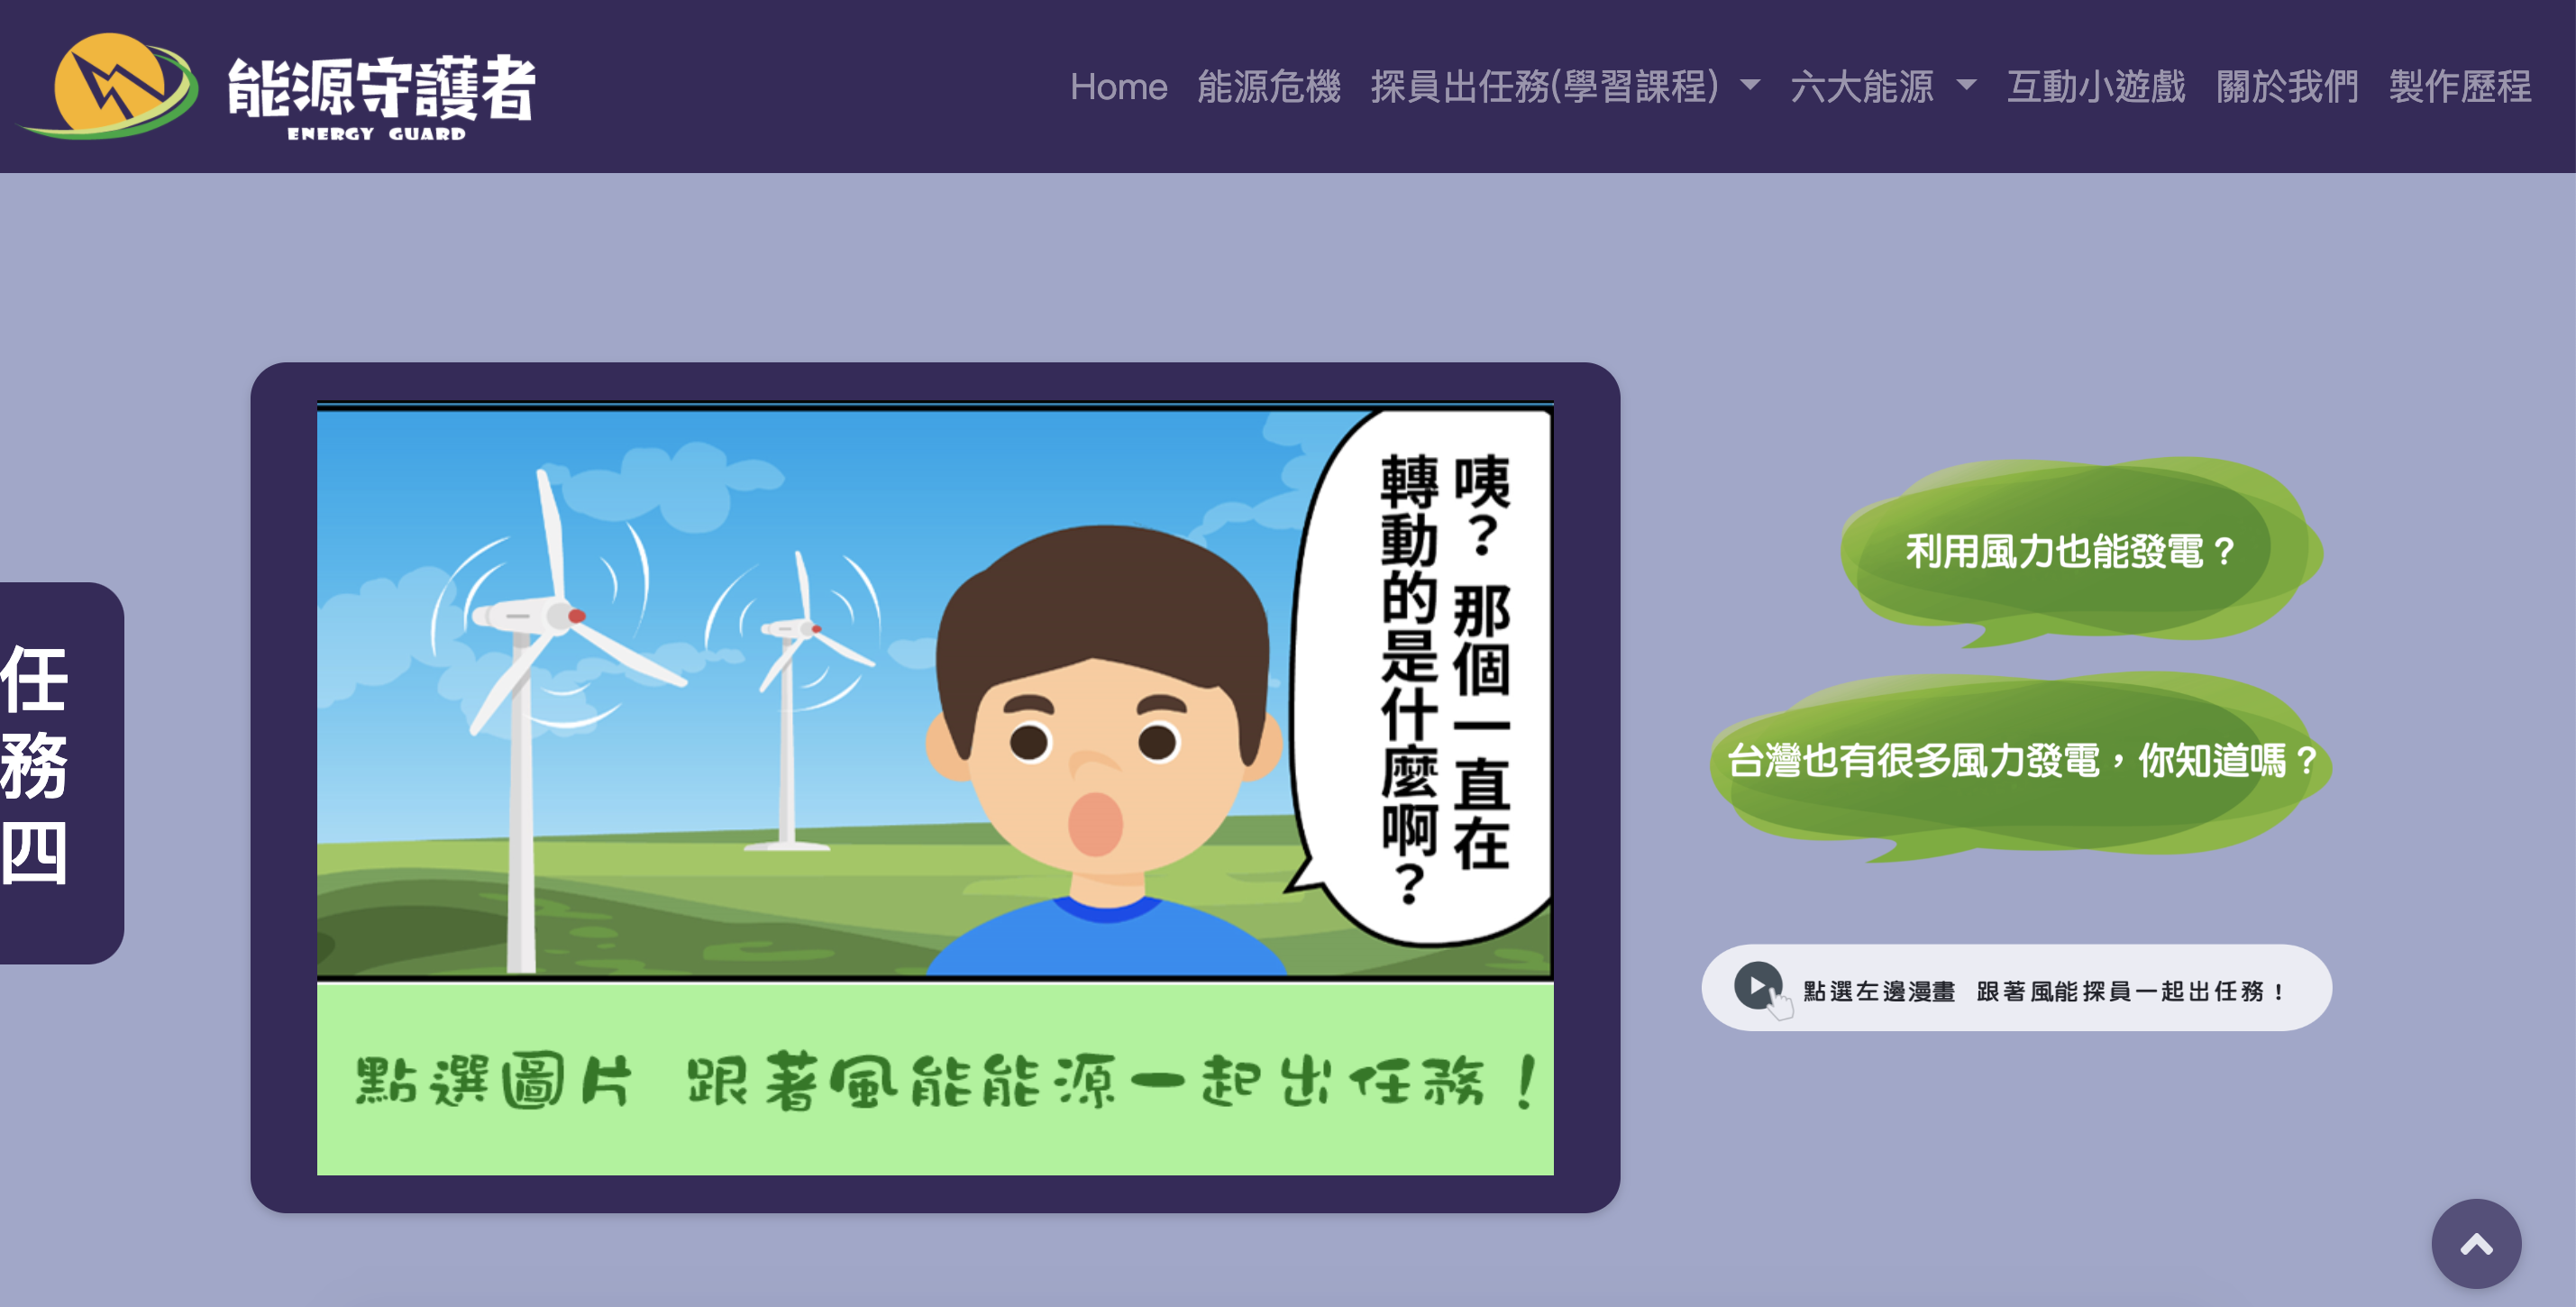 能源守護者
ENERGY GUARD
Home 能源危機 探員出任務(學習課程) 六大能源 互動小遊戲 關於我們 製作歷程
任務四
咦？那個一直在
轉動的是什麼啊？
點選圖片 跟著風能能源一起出任務！
利用風力也能發電？
台灣也有很多風力發電，你知道嗎？
點選左邊漫畫 跟著風能探員一起出任務！